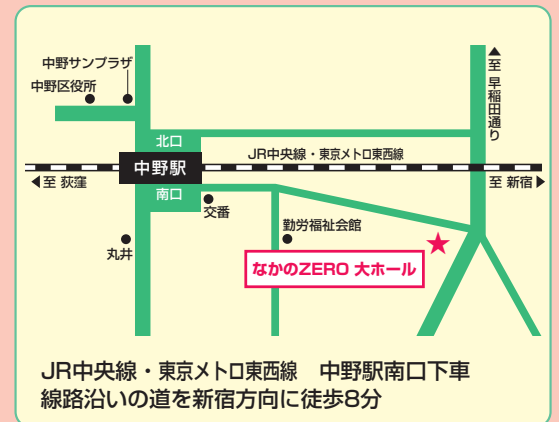 中野サンプラザ
中野区役所
▲至 早稲田通り
北口
JR中央線・東京メトロ東西線
中野駅
◀至 荻窪
至 新宿▶
南口
交番
勤労福祉会館
丸井
★
なかのZERO 大ホール
JR中央線・東京メトロ東西線　中野駅南口下車
線路沿いの道を新宿方向に徒歩8分